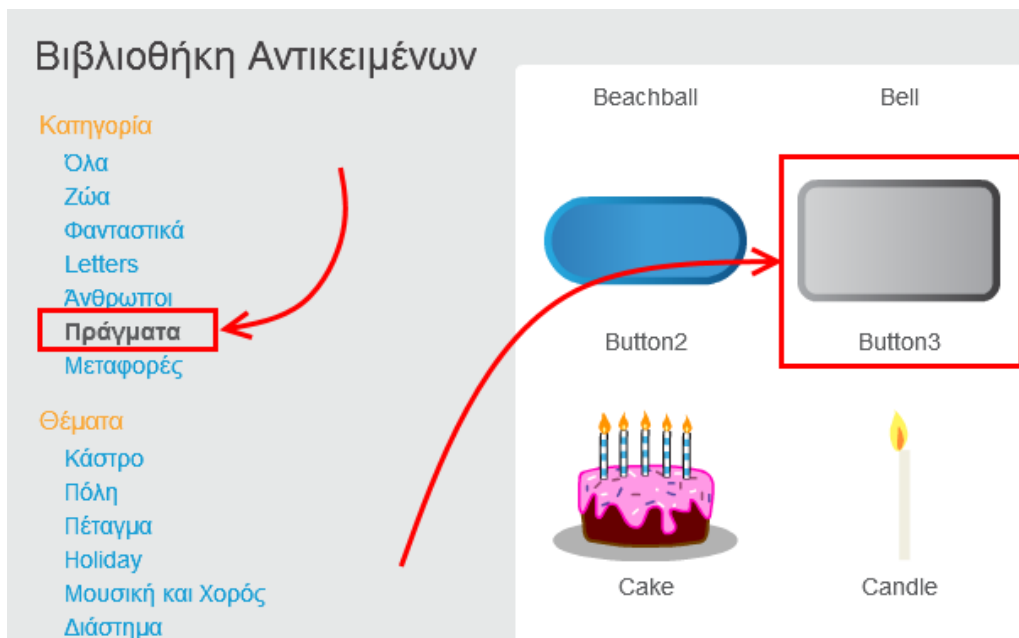 Βιβλιοθήκη Αντικειμένων
Κατηγορία
Όλα
Ζώα
Φανταστικά
Letters
Άνθρωποι
Πράγματα
Μεταφορές
Θέματα
Κάστρο
Πόλη
Πέταγμα
Holiday
Μουσική και Χορός
Διάστημα
Beachball
Bell
Button2
Button3
Cake
Candle